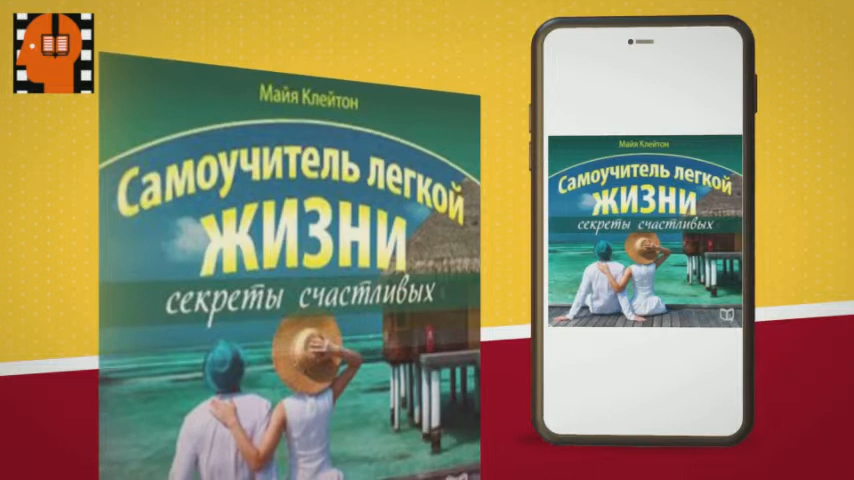 Майя Клейтон
Самоучитель легкой
жизни
секреты счастливых
Майя Клейтон
Самоучитель легкой
жизни
секреты счастливых